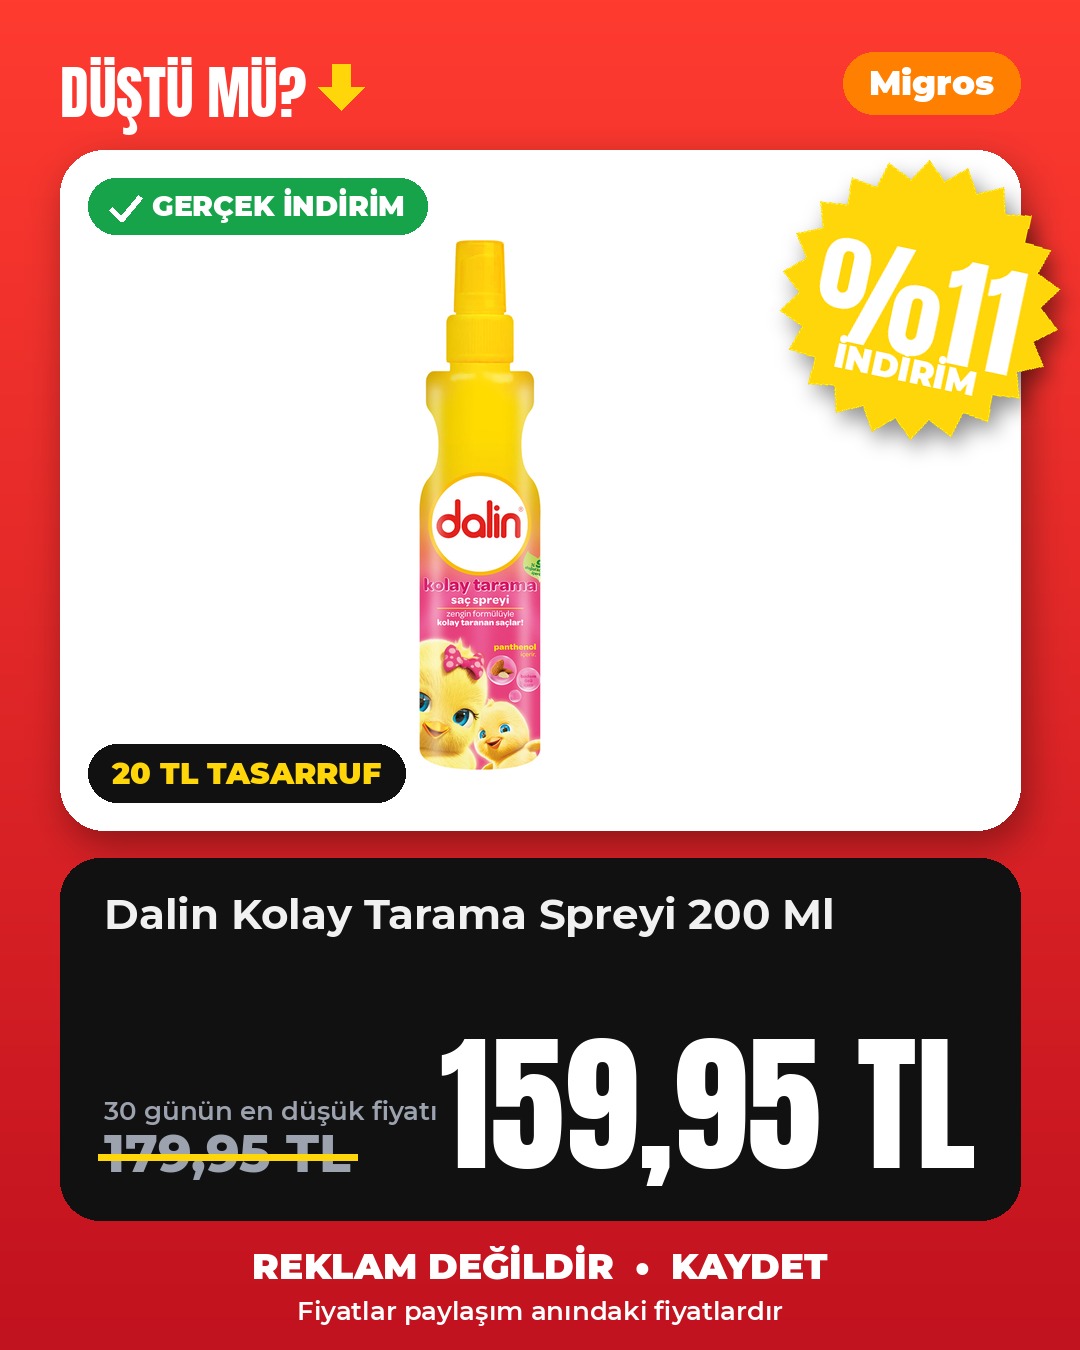 DÜŞTÜ MÜ?
Migros
GERÇEK İNDİRİM
%11
İNDİRİM
dalin
kolay tarama
saç spreyi
zengin formülüyle
kolay taranan saçlar!
panthenol
içerir.
20 TL TASARRUF
Dalin Kolay Tarama Spreyi 200 Ml
30 günün en düşük fiyatı
179,95 TL
159,95 TL
REKLAM DEĞİLDİR • KAYDET
Fiyatlar paylaşım anındaki fiyatlardır